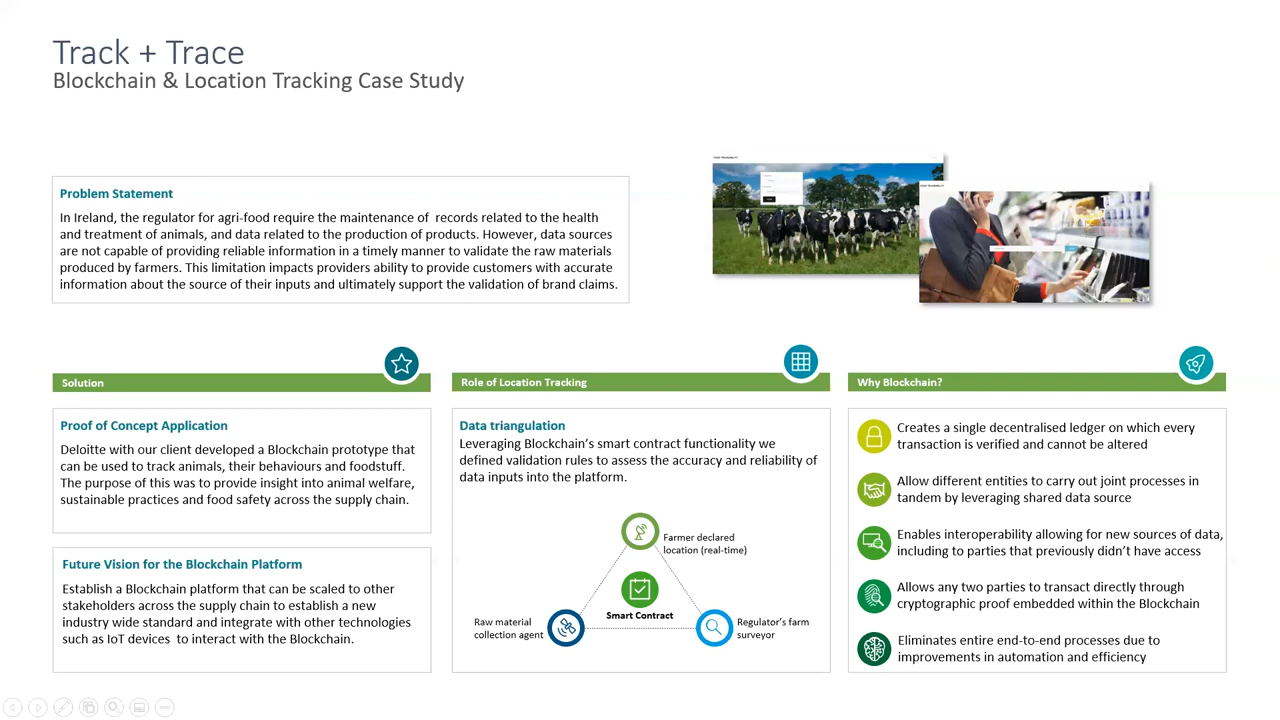 Track + Trace
Blockchain & Location Tracking Case Study
Problem Statement
In Ireland, the regulator for agri-food require the maintenance of records related to the health
and treatment of animals, and data related to the production of products. However, data sources
are not capable of providing reliable information in a timely manner to validate the raw materials
produced by farmers. This limitation impacts providers ability to provide customers with accurate
information about the source of their inputs and ultimately support the validation of brand claims.
FOOD TRACEABILITY
FOOD TRACEABILITY
Solution
Proof of Concept Application
Deloitte with our client developed a Blockchain prototype that
can be used to track animals, their behaviours and foodstuff.
The purpose of this was to provide insight into animal welfare,
sustainable practices and food safety across the supply chain.
Future Vision for the Blockchain Platform
Establish a Blockchain platform that can be scaled to other
stakeholders across the supply chain to establish a new
industry wide standard and integrate with other technologies
such as IoT devices to interact with the Blockchain.
Role of Location Tracking
Data triangulation
Leveraging Blockchain's smart contract functionality we
defined validation rules to assess the accuracy and reliability of
data inputs into the platform.
Farmer declared
location (real-time)
Smart Contract
Raw material
collection agent
Regulator's farm
surveyor
Why Blockchain?
Creates a single decentralised ledger on which every
transaction is verified and cannot be altered
Allow different entities to carry out joint processes in
tandem by leveraging shared data source
Enables interoperability allowing for new sources of data,
including to parties that previously didn't have access
Allows any two parties to transact directly through
cryptographic proof embedded within the Blockchain
Eliminates entire end-to-end processes due to
improvements in automation and efficiency